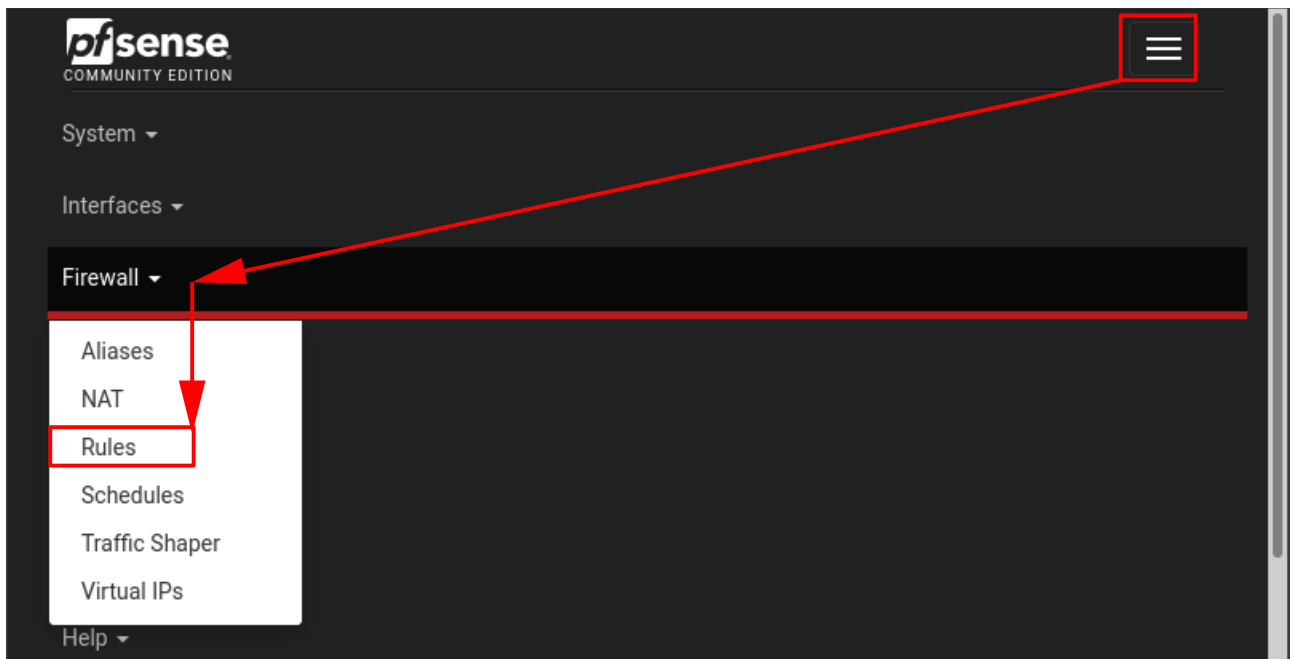 pfsense
COMMUNITY EDITION
System
Interfaces
Firewall
Aliases
NAT
Rules
Schedules
Traffic Shaper
Virtual IPs
Help